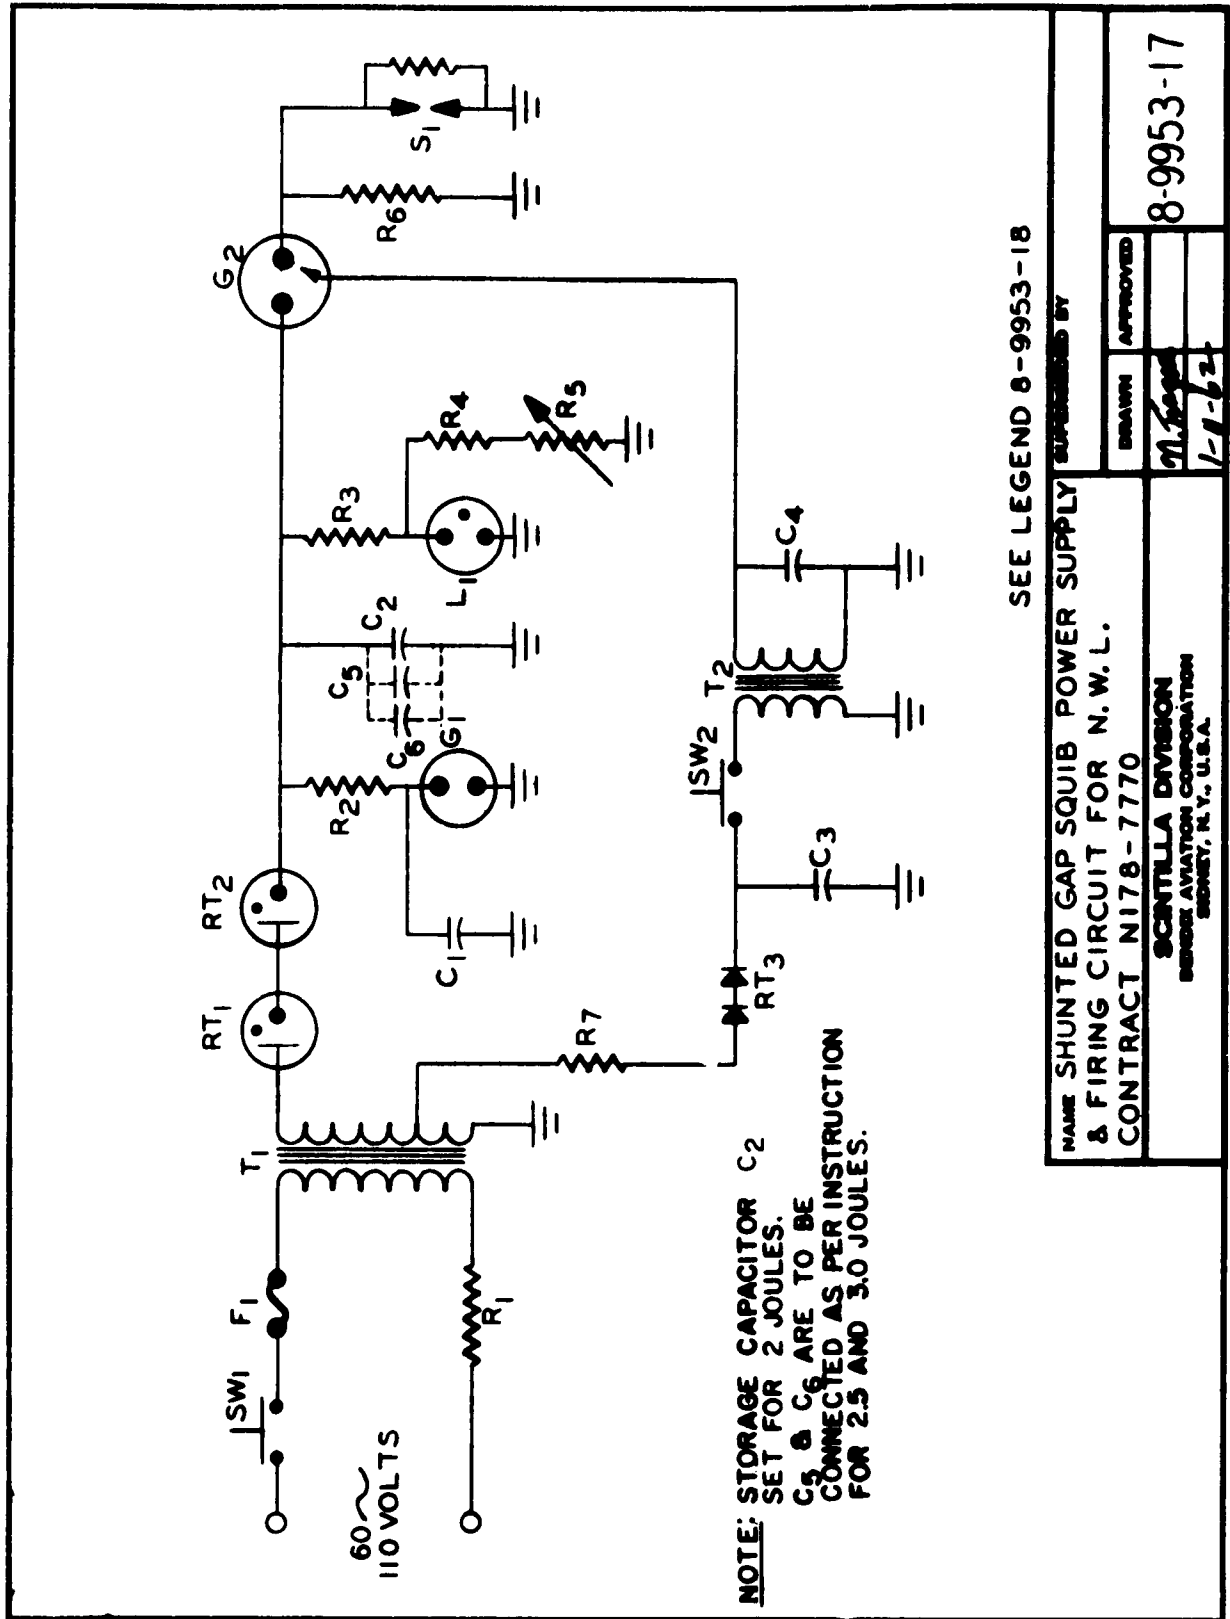 60~
110 VOLTS
SW1
F1
R1
T1
RT1
RT2
R7
RT3
C1
R2
G1
C6
C5
C2
C3
SW2
T2
C4
L1
R3
R4
R5
G2
R6
S1
NOTE: STORAGE CAPACITOR C2
SET FOR 2 JOULES.
C5 & C6 ARE TO BE
CONNECTED AS PER INSTRUCTION
FOR 2.5 AND 3.0 JOULES.
SEE LEGEND 8-9953-18
NAME SHUNTED GAP SQUIB POWER SUPPLY
& FIRING CIRCUIT FOR N.W.L.
CONTRACT N178-7770
SUPERSEDED BY
SCINTILLA DIVISION
BENDIX AVIATION CORPORATION
SIDNEY, N.Y., U.S.A.
DRAWN
APPROVED
1-11-62
8-9953-17